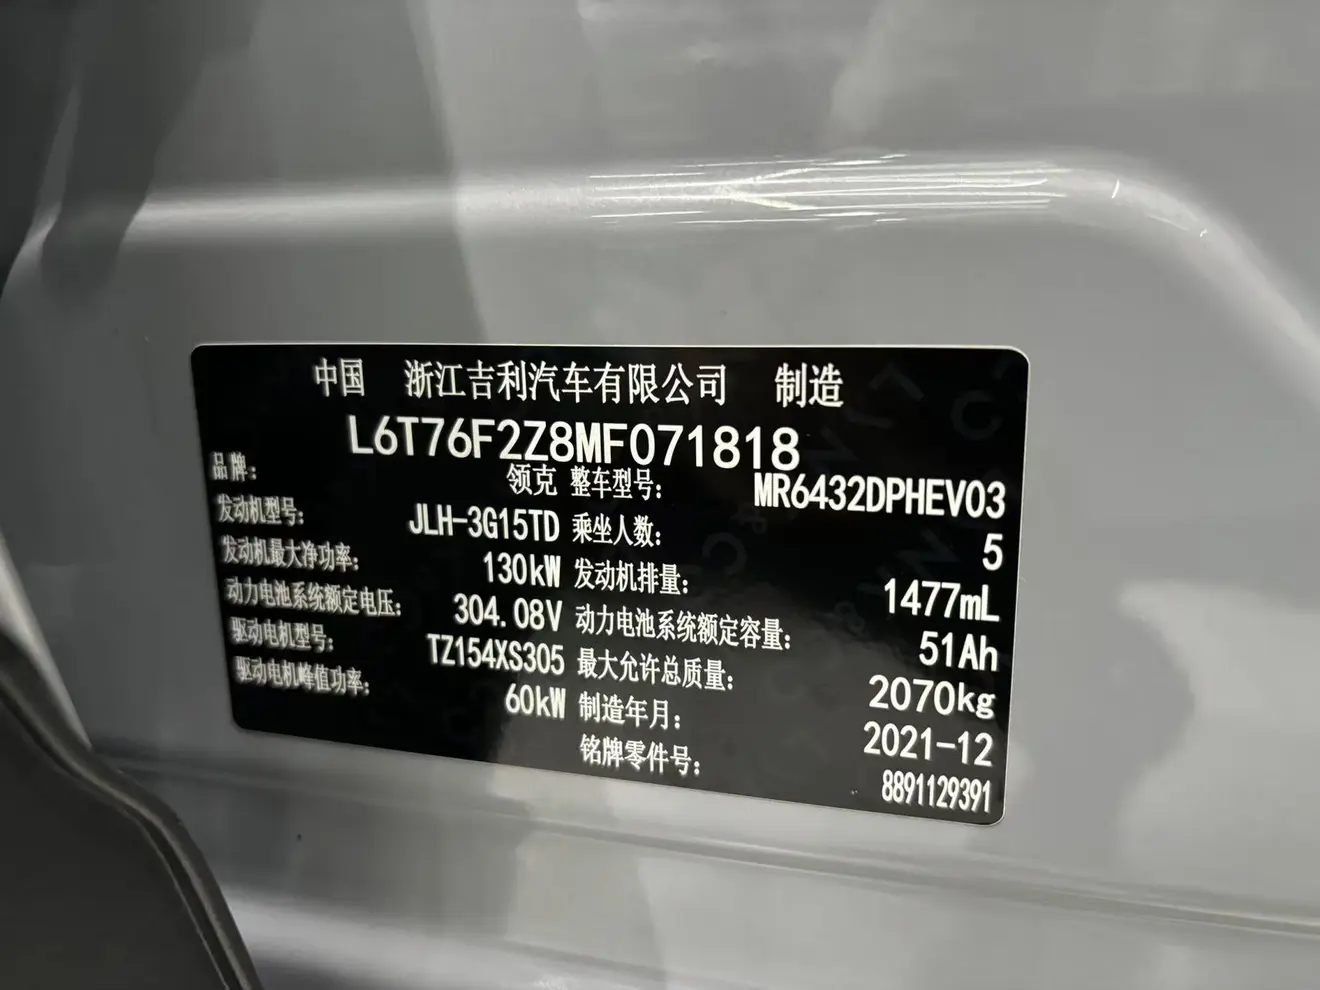 中国 浙江吉利汽车有限公司 制造
L6T76F2Z8MF071818
品牌: 领克 整车型号: MR6432DPHEV03
发动机型号: JLH-3G15TD 乘坐人数: 5
发动机最大净功率: 130kW 发动机排量: 1477mL
动力电池系统额定电压: 304.08V 动力电池系统额定容量: 51Ah
驱动电机型号: TZ154XS305 最大允许总质量: 2070kg
驱动电机峰值功率: 60kW 制造年月: 2021-12
铭牌零件号: 8891129391